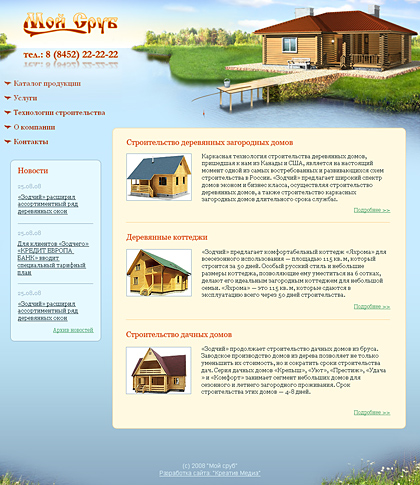 Мой Сруб
тел.: 8 (8452) 22-22-22
Каталог продукции
Услуги
Технологии строительства
О компании
Контакты
Новости
25.08.08
«Зодчий» расширил
ассортиментный ряд
деревянных окон
25.08.08
Для клиентов «Зодчего»
«КРЕДИТ ЕВРОПА
БАНК» вводит
специальный тарифный
план
25.08.08
«Зодчий» расширил
ассортиментный ряд
деревянных окон
Архив новостей
Строительство деревянных загородных домов
Каркасная технология строительства деревянных домов,
пришедшая к нам из Канады и США, является на настоящий
момент одной из самых востребованных и развивающихся схем
строительства в России. «Зодчий» предлагает широкий спектр
домов эконом и бизнес класса, осуществляя строительство
деревянных домов, а также строительство каркасных
загородных домов длительного срока службы.
Подробнее >>
Деревянные коттеджи
«Зодчий» предлагает комфортабельный коттедж «Яхрома» для
всесезонного использования — площадью 115 кв. м, который
строится за 50 дней. Особый русский стиль и небольшие
размеры коттеджа, позволяющие ему уместиться на 6 сотках,
делают его идеальным загородным коттеджем для небольшой
семьи. «Яхрома» — это 115 кв. м, которые сдаются в
эксплуатацию всего через 50 дней строительства.
Подробнее >>
Строительство дачных домов
«Зодчий» продолжает строительство дачных домов из бруса.
Заводское производство домов из дерева позволяет не только
уменьшить их стоимость, но и сократить сроки строительства
дач. Серия дачных домов «Крепыш», «Уют», «Престиж», «Удача
» и «Комфорт» занимает сегмент небольших домов для
сезонного и летнего загородного проживания. Срок
строительства этих домов — 4-8 дней.
Подробнее >>
(c) 2008 "Мой сруб".
Разработка сайта: "Креатив Медиа"